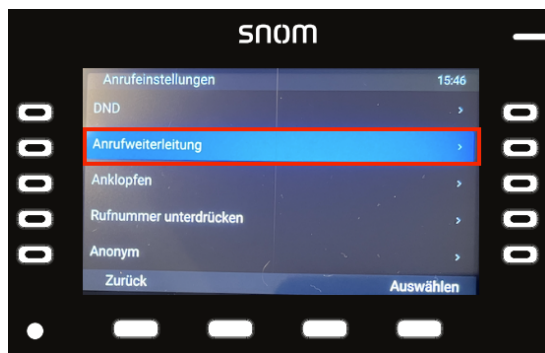 snom
Anrufeinstellungen 15:46
DND
Anrufweiterleitung
Anklopfen
Rufnummer unterdrücken
Anonym
Zurück Auswählen